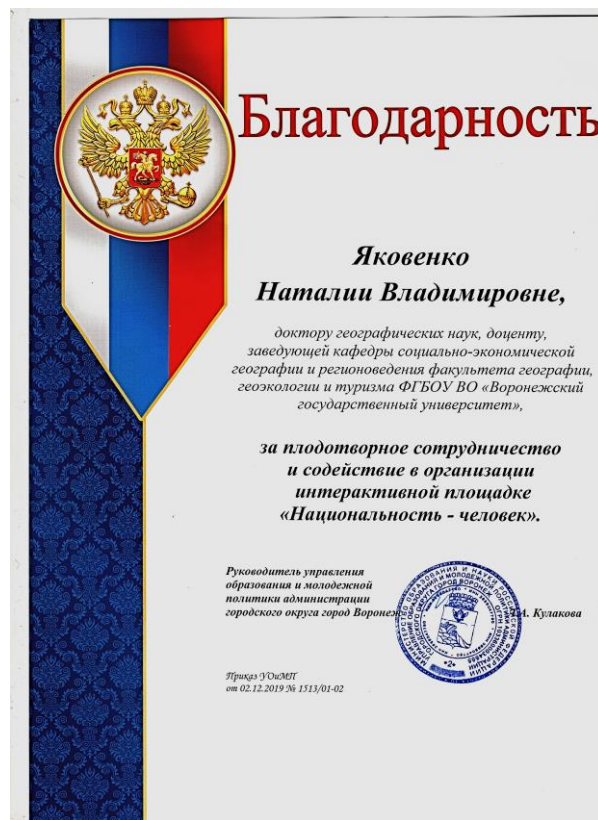 Благодарность
Яковенко
Наталии Владимировне,
доктору географических наук, доценту,
заведующей кафедры социально-экономической
географии и регионоведения факультета географии,
геоэкологии и туризма ФГБОУ ВО «Воронежский
государственный университет»,
за плодотворное сотрудничество
и содействие в организации
интерактивной площадке
«Национальность - человек».
Руководитель управления
образования и молодежной
политики администрации
городского округа город Воронеж
Кулакова
Приказ УОиМП
от 02.12.2019 № 1513/01-02